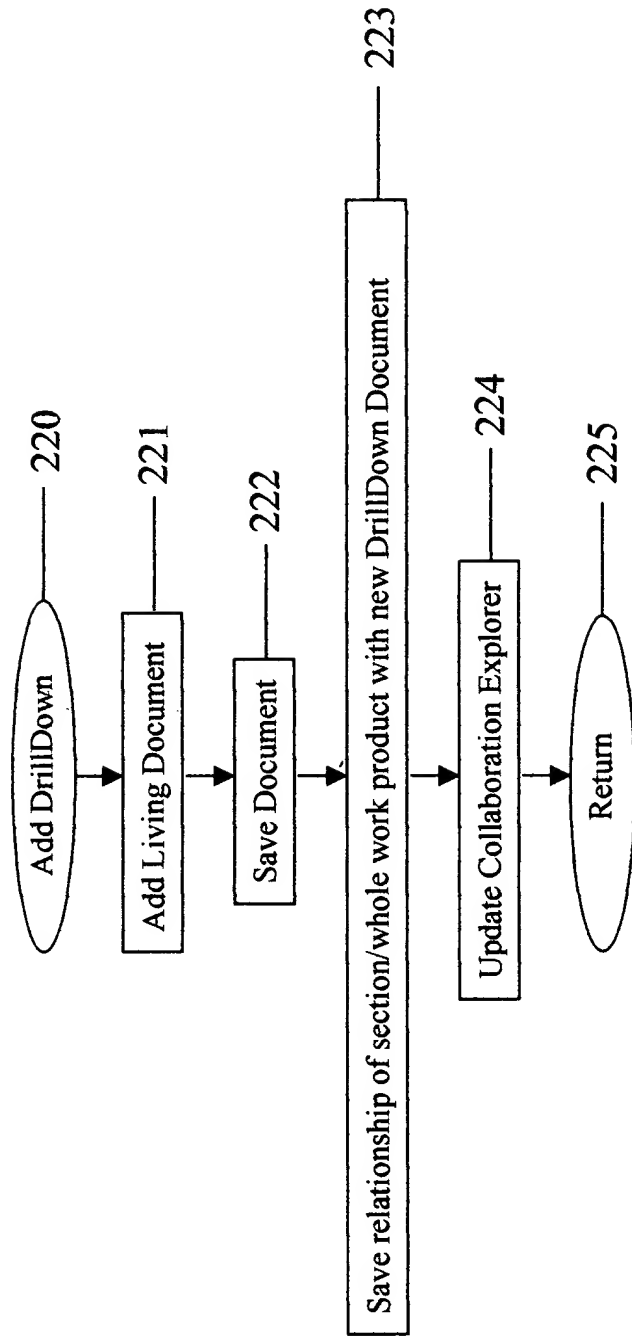 Add DrillDown
220
Add Living Document
221
Save Document
222
Save relationship of section/whole work product with new DrillDown Document
223
Update Collaboration Explorer
224
Return
225